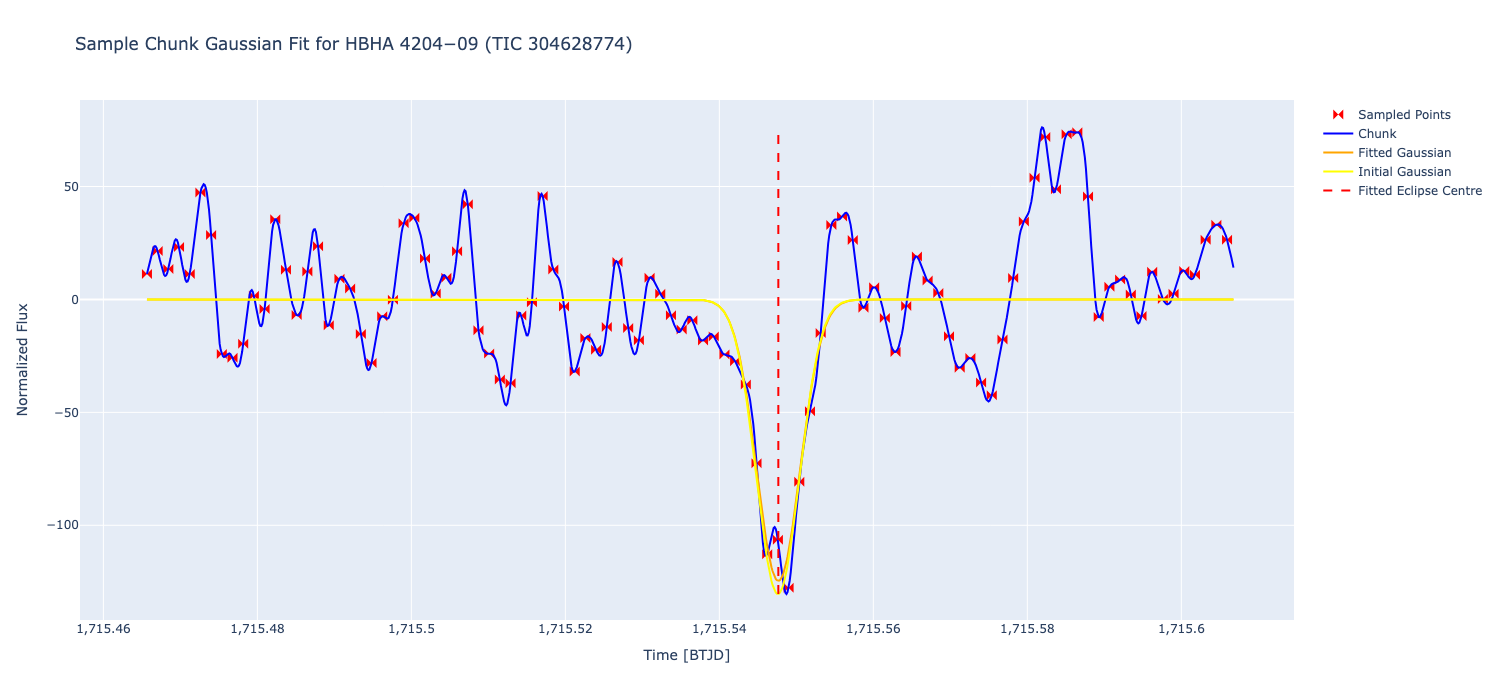 Sample Chunk Gaussian Fit for HBHA 4204−09 (TIC 304628774)
Sampled Points
Chunk
Fitted Gaussian
Initial Gaussian
Fitted Eclipse Centre
50
0
−50
−100
Normalized Flux
1,715.46
1,715.48
1,715.5
1,715.52
1,715.54
1,715.56
1,715.58
1,715.6
Time [BTJD]